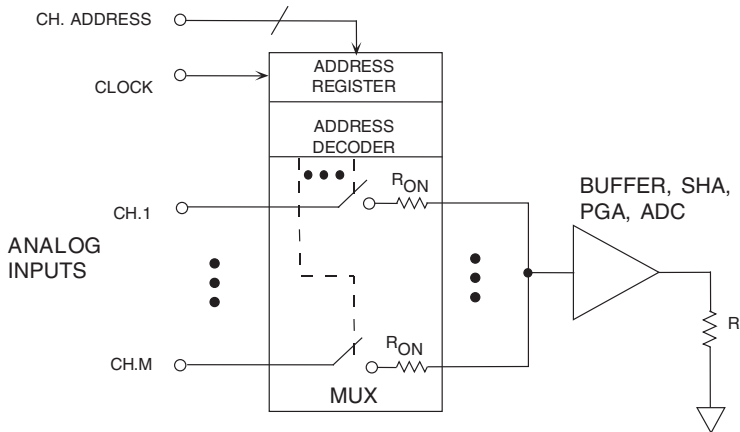 CH. ADDRESS
CLOCK
ADDRESS
REGISTER
ADDRESS
DECODER
CH.1
RON
BUFFER, SHA,
PGA, ADC
ANALOG
INPUTS
R
CH.M
RON
MUX